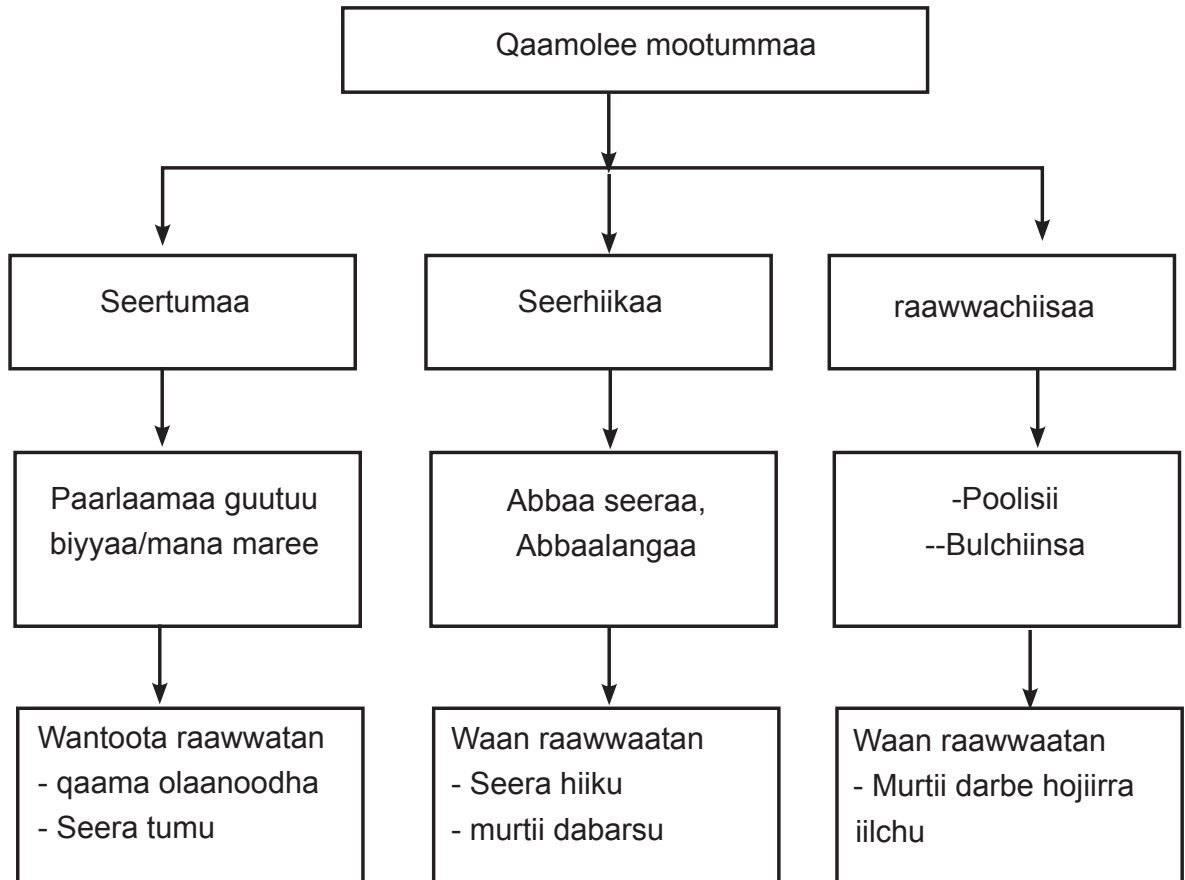 Qaamolee mootummaa
Seertumaa
Seerhiikaa
raawwachiisaa
Paarlaamaa guutuu
biyyaa/mana maree
Abbaa seeraa,
Abbaalangaa
-Poolisii
--Bulchiinsa
Wantoota raawwatan
- qaama olaanoodha
- Seera tumu
Waan raawwaatan
- Seera hiiku
- murtii dabarsu
Waan raawwaatan
- Murtii darbe hojiirra
iilchu